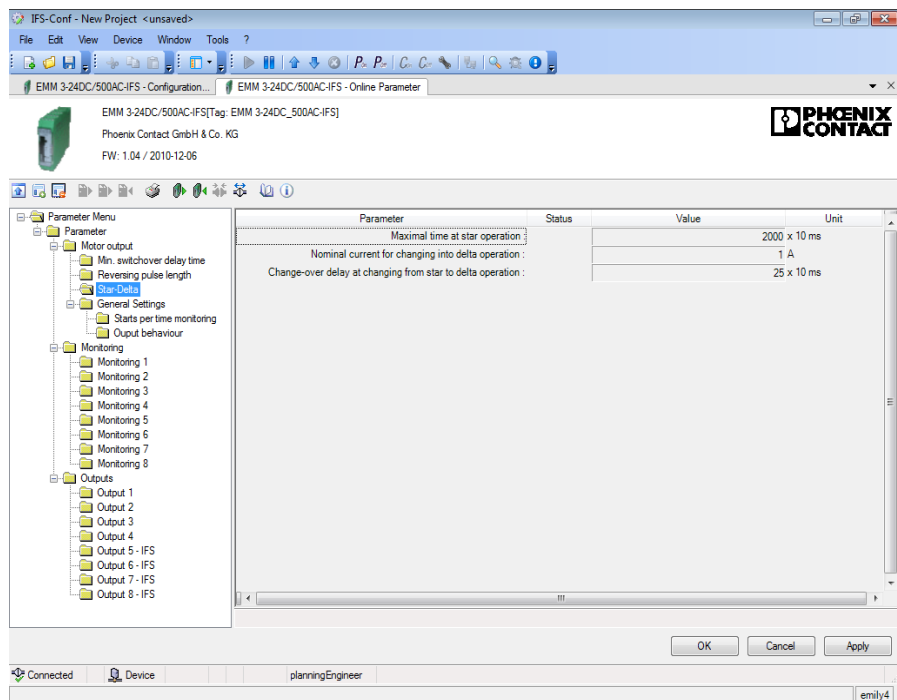 IFS-Conf - New Project <unsaved>
File Edit View Device Window Tools ?
EMM 3-24DC/500AC-IFS - Configuration... EMM 3-24DC/500AC-IFS - Online Parameter
EMM 3-24DC/500AC-IFS[Tag: EMM 3-24DC_500AC-IFS]
Phoenix Contact GmbH & Co. KG
FW: 1.04 / 2010-12-06
PHŒNIX
CONTACT
Parameter Menu
Parameter
Motor output
Min. switchover delay time
Reversing pulse length
Star-Delta
General Settings
Starts per time monitoring
Ouput behaviour
Monitoring
Monitoring 1
Monitoring 2
Monitoring 3
Monitoring 4
Monitoring 5
Monitoring 6
Monitoring 7
Monitoring 8
Outputs
Output 1
Output 2
Output 3
Output 4
Output 5 - IFS
Output 6 - IFS
Output 7 - IFS
Output 8 - IFS
Parameter Status Value Unit
Maximal time at star operation : 2000 x 10 ms
Nominal current for changing into delta operation : 1 A
Change-over delay at changing from star to delta operation : 25 x 10 ms
OK Cancel Apply
Connected Device planningEngineer
emily4